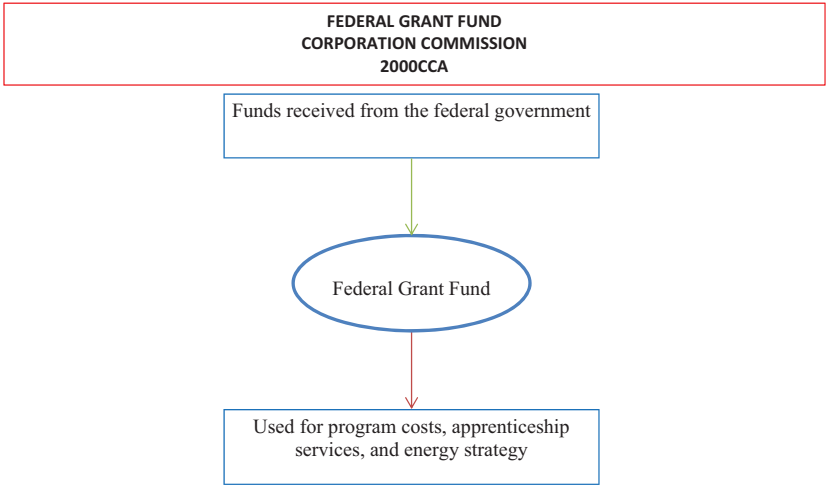 FEDERAL GRANT FUND
CORPORATION COMMISSION
2000CCA
Funds received from the federal government
Federal Grant Fund
Used for program costs, apprenticeship
services, and energy strategy